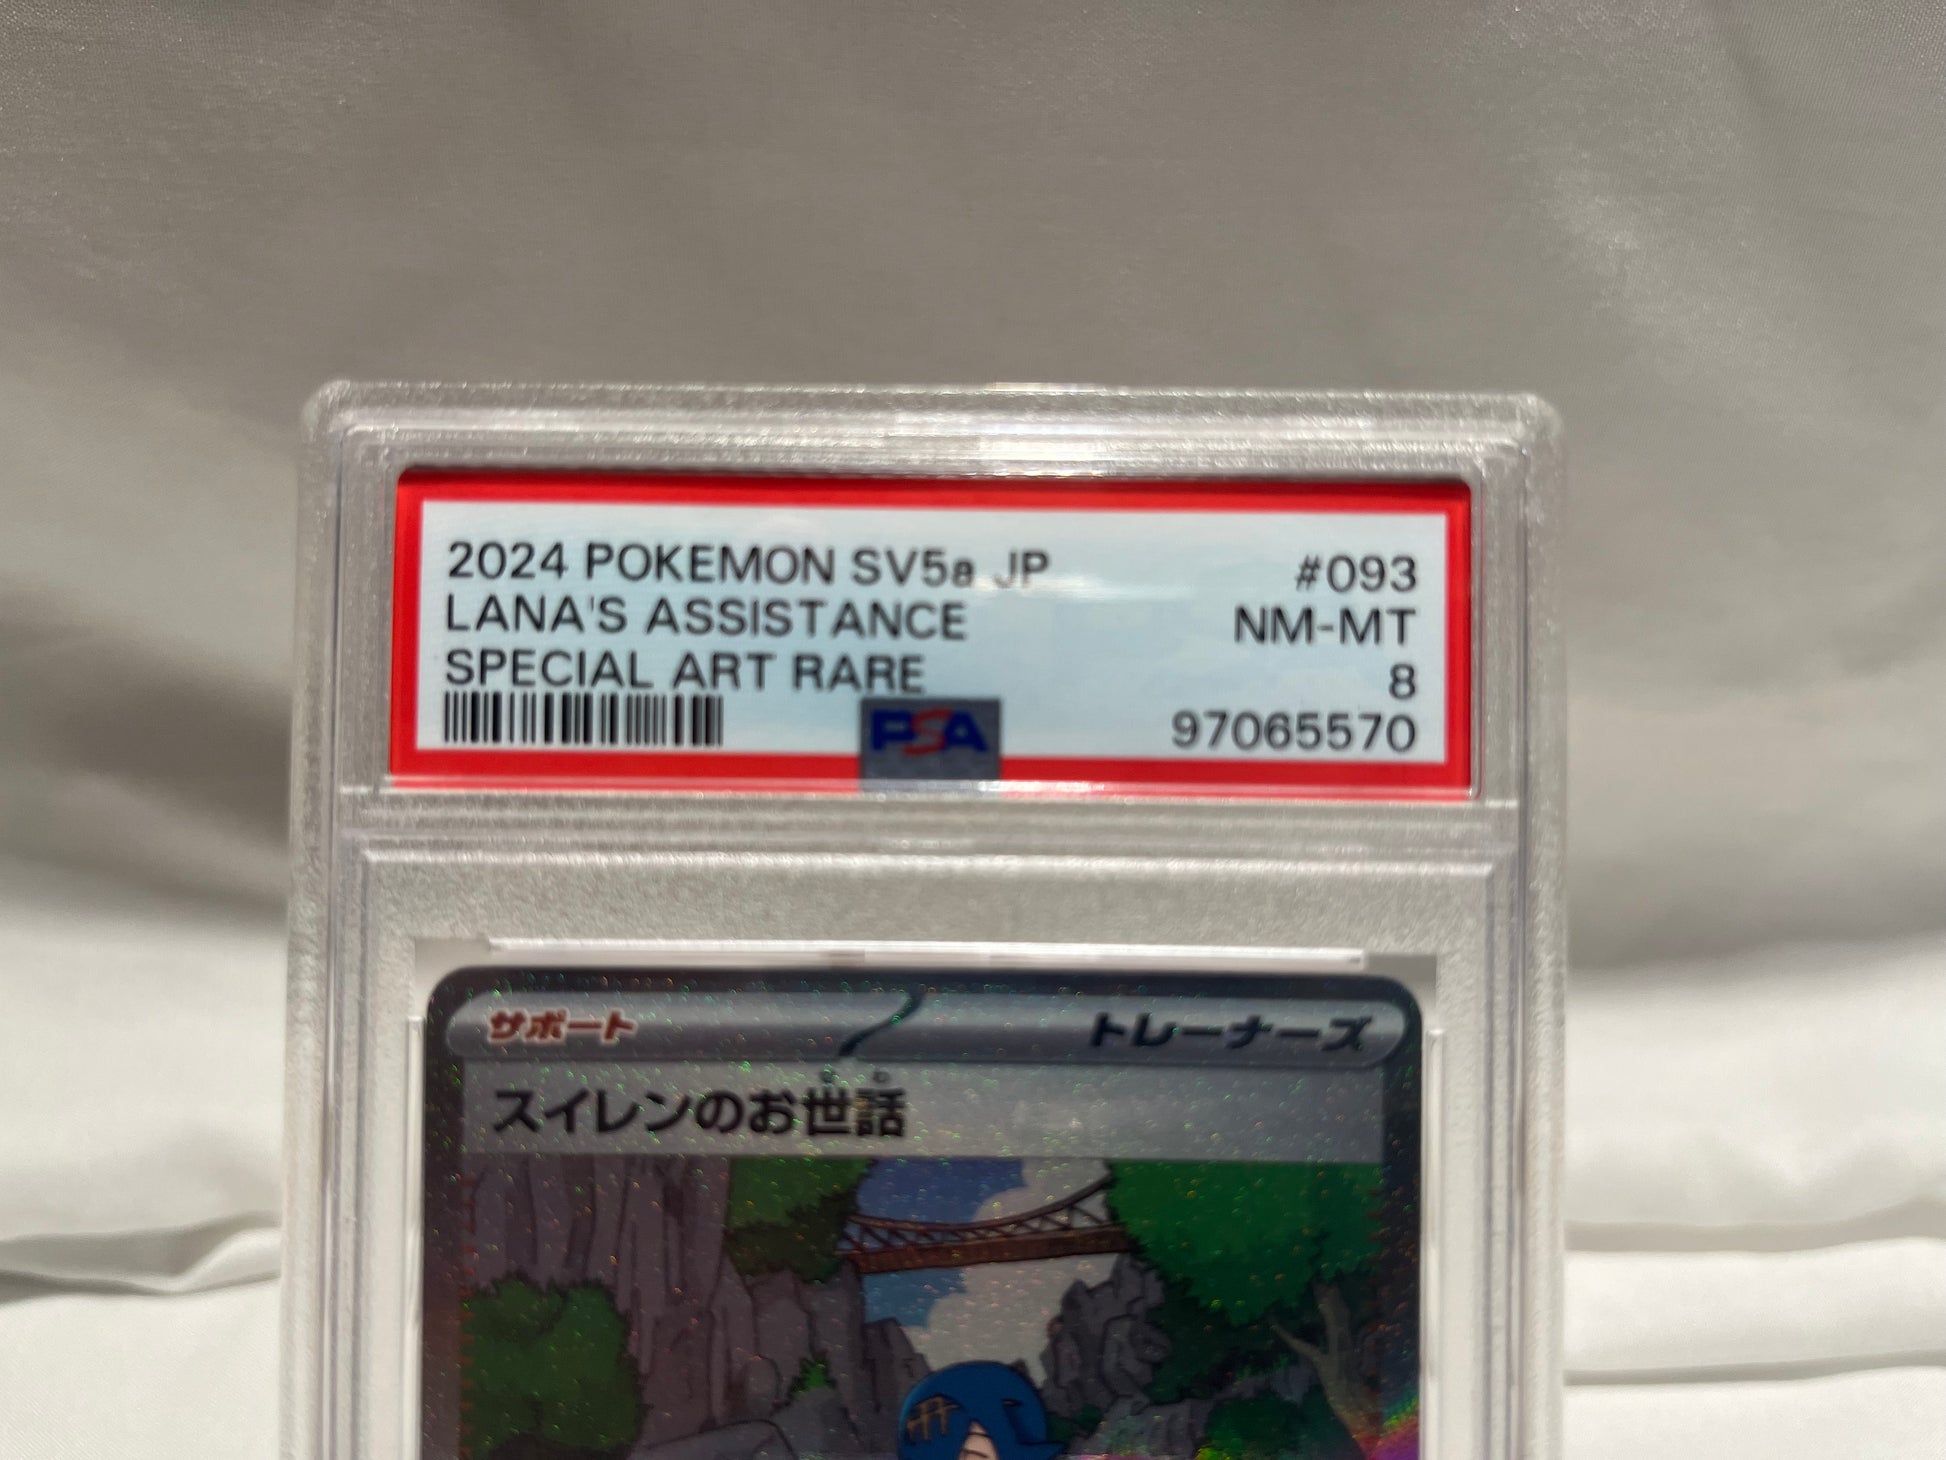 2024 POKEMON SV5a JP #093
LANA'S ASSISTANCE NM-MT
SPECIAL ART RARE 8
PSA 97065570
サポート トレーナーズ
スイレンのお世話